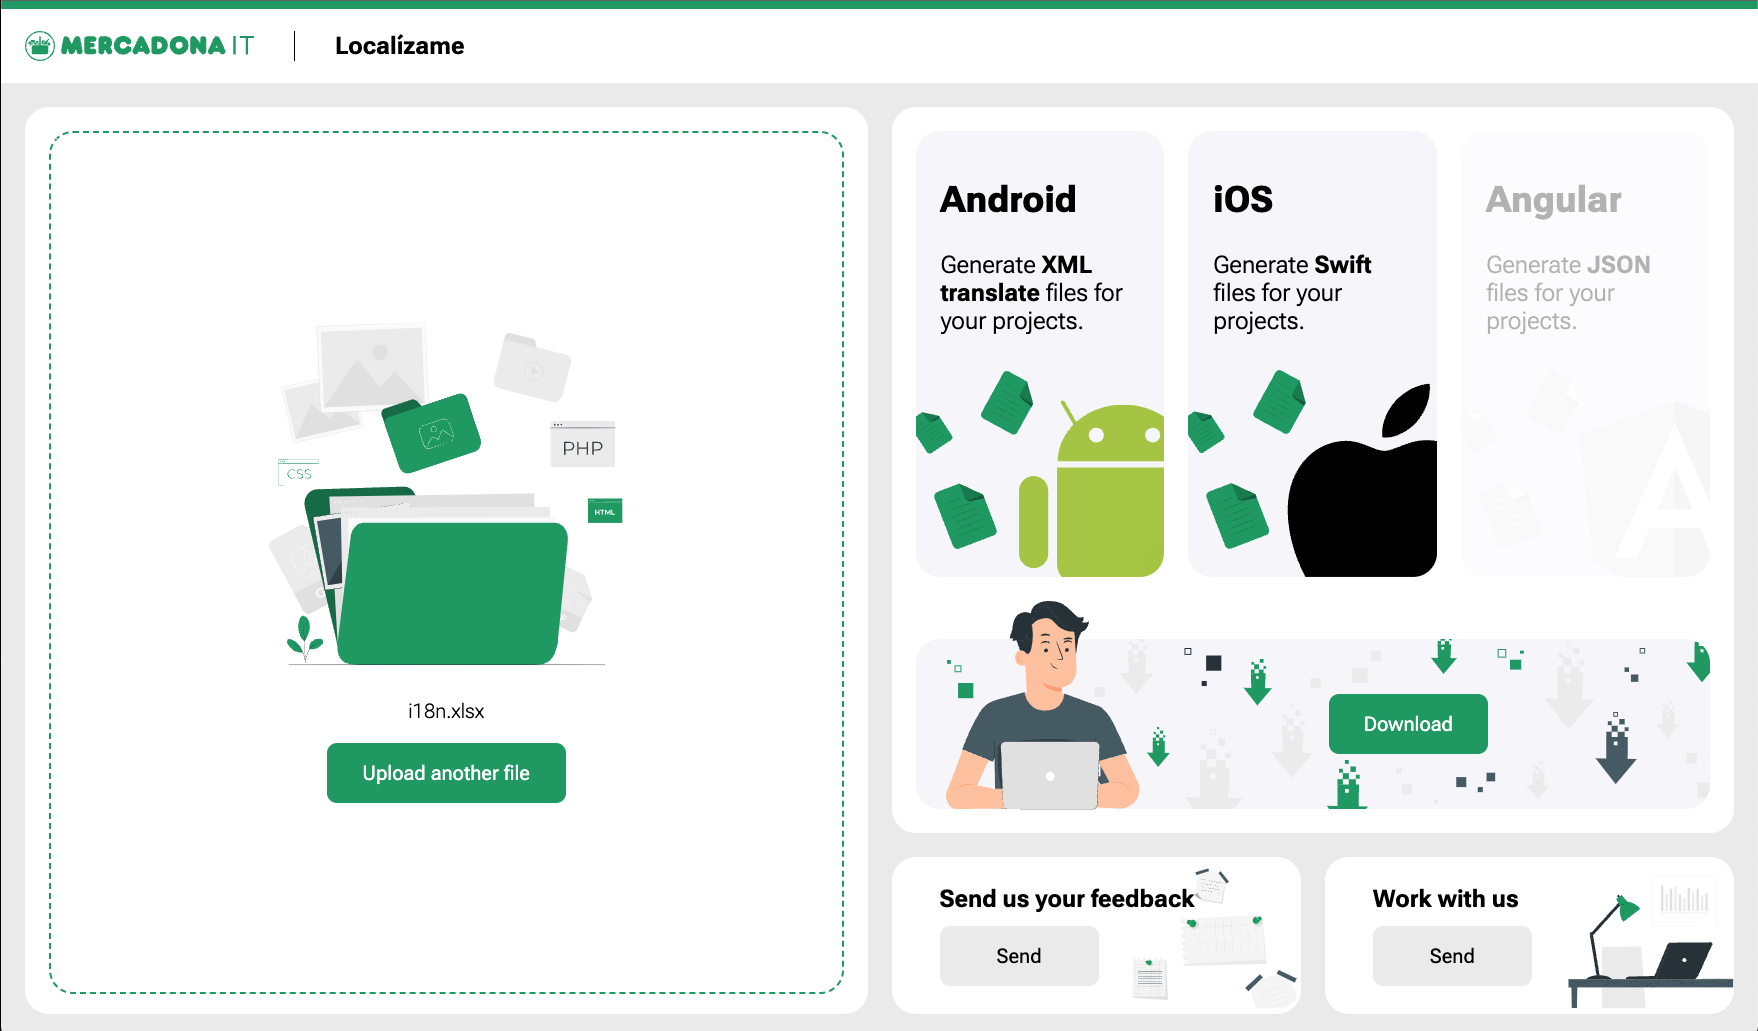 MERCADONA IT
Localízame
CSS
PHP
HTML
i18n.xlsx
Upload another file
Android
Generate XML
translate files for
your projects.
iOS
Generate Swift
files for your
projects.
Angular
Generate JSON
files for your
projects.
Download
Send us your feedback
Send
Work with us
Send